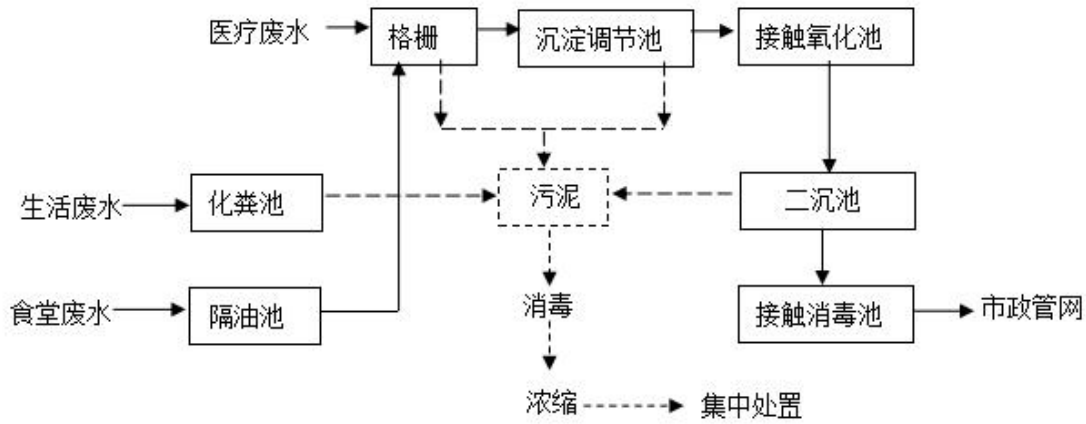 医疗废水
格栅
沉淀调节池
接触氧化池
生活废水
化粪池
污泥
二沉池
食堂废水
隔油池
消毒
接触消毒池
市政管网
浓缩
集中处置